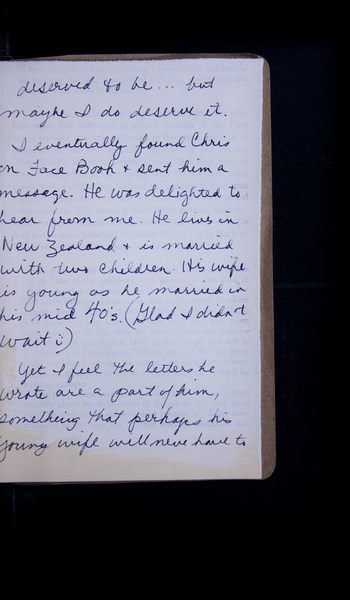 deserved to be... but
maybe I do deserve it.
I eventually found Chris
on Face Book & sent him a
message. He was delighted to
hear from me. He lives in
New Zealand & is married
with two children. His wife
is young as he married in
his mid 40's. (Glad I didn't
wait :)
Yet I feel the letters he
wrote are a part of him,
something that perhaps his
young wife will neve have to